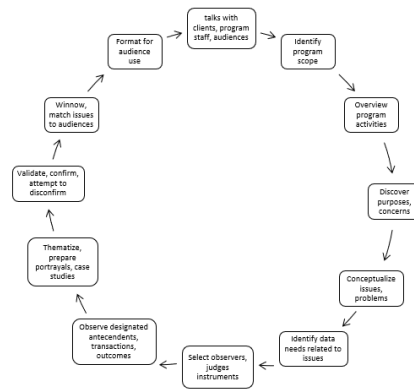 talks with
clients, program
staff, audiences
Identify
program
scope
Overview
program
activities
Discover
purposes,
concerns
Conceptualize
issues,
problems
Identify data
needs related to
issues
Select observers,
judges
instruments
Observe designated
antecendents,
transactions,
outcomes
Thematize,
prepare
portrayals, case
studies
Validate, confirm,
attempt to
disconfirm
Winnow,
match issues
to audiences
Format for
audience
use